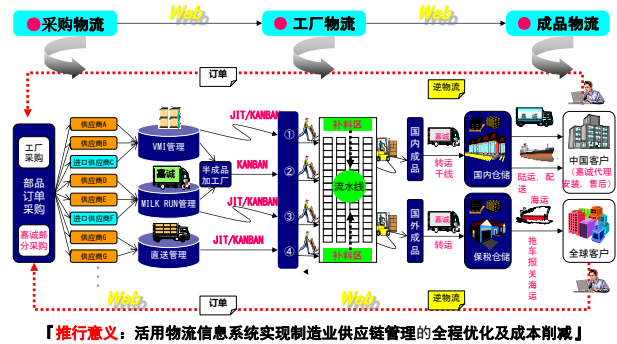 Web
Web
采购物流
工厂物流
成品物流
订单
逆物流
工厂
采购
部品
订单
采购
嘉诚部
分采购
供应商A
供应商B
进口供应商C
供应商D
供应商E
进口供应商F
供应商G
供应商G
VMI管理
嘉诚
MILK RUN管理
直送管理
半成品
加工厂
JIT/KANBAN
KANBAN
JIT/KANBAN
JIT/KANBAN
①
②
③
④
补料区
流水线
补料区
国内成品
国外成品
嘉诚
转运
干线
嘉诚
转运
国内仓储
保税仓储
陆运、配
送
海运
拖车报关海运
中国客户
（嘉诚代理
安装、售后）
全球客户
Web
订单
Web
逆物流
『推行意义：活用物流信息系统实现制造业供应链管理的全程优化及成本削减』